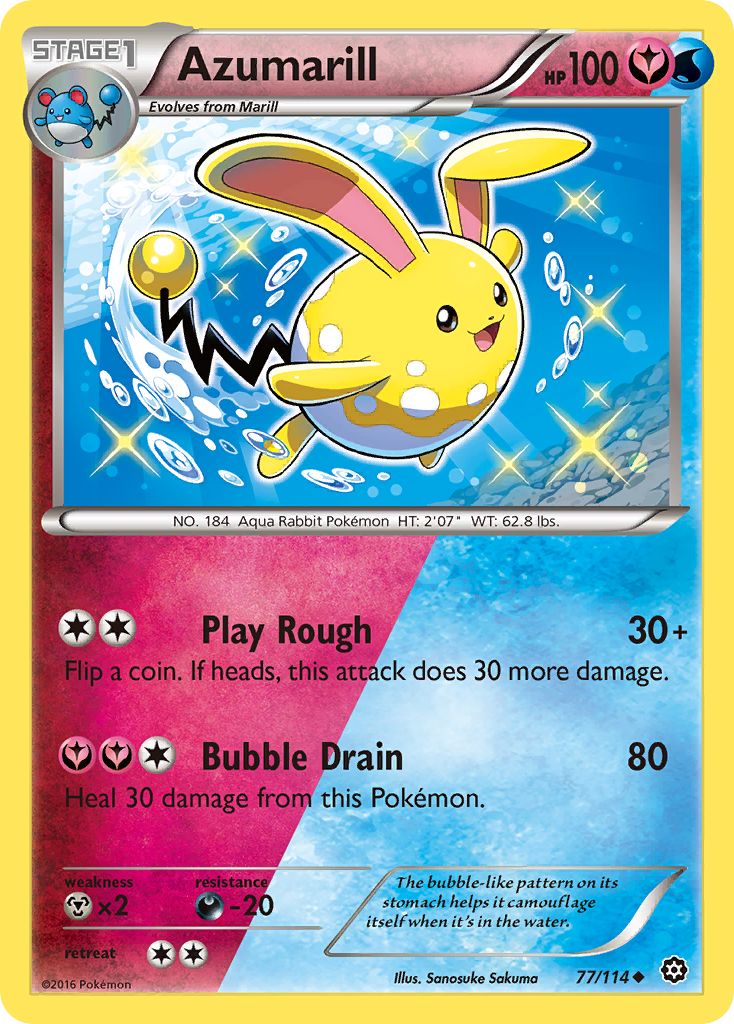 STAGE1
Azumarill
HP100
Evolves from Marill
NO. 184 Aqua Rabbit Pokémon HT: 2'07" WT: 62.8 lbs.
Play Rough 30+
Flip a coin. If heads, this attack does 30 more damage.
Bubble Drain 80
Heal 30 damage from this Pokémon.
weakness resistance
×2 -20
The bubble-like pattern on its
stomach helps it camouflage
itself when it's in the water.
retreat
©2016 Pokémon
Illus. Sanosuke Sakuma 77/114